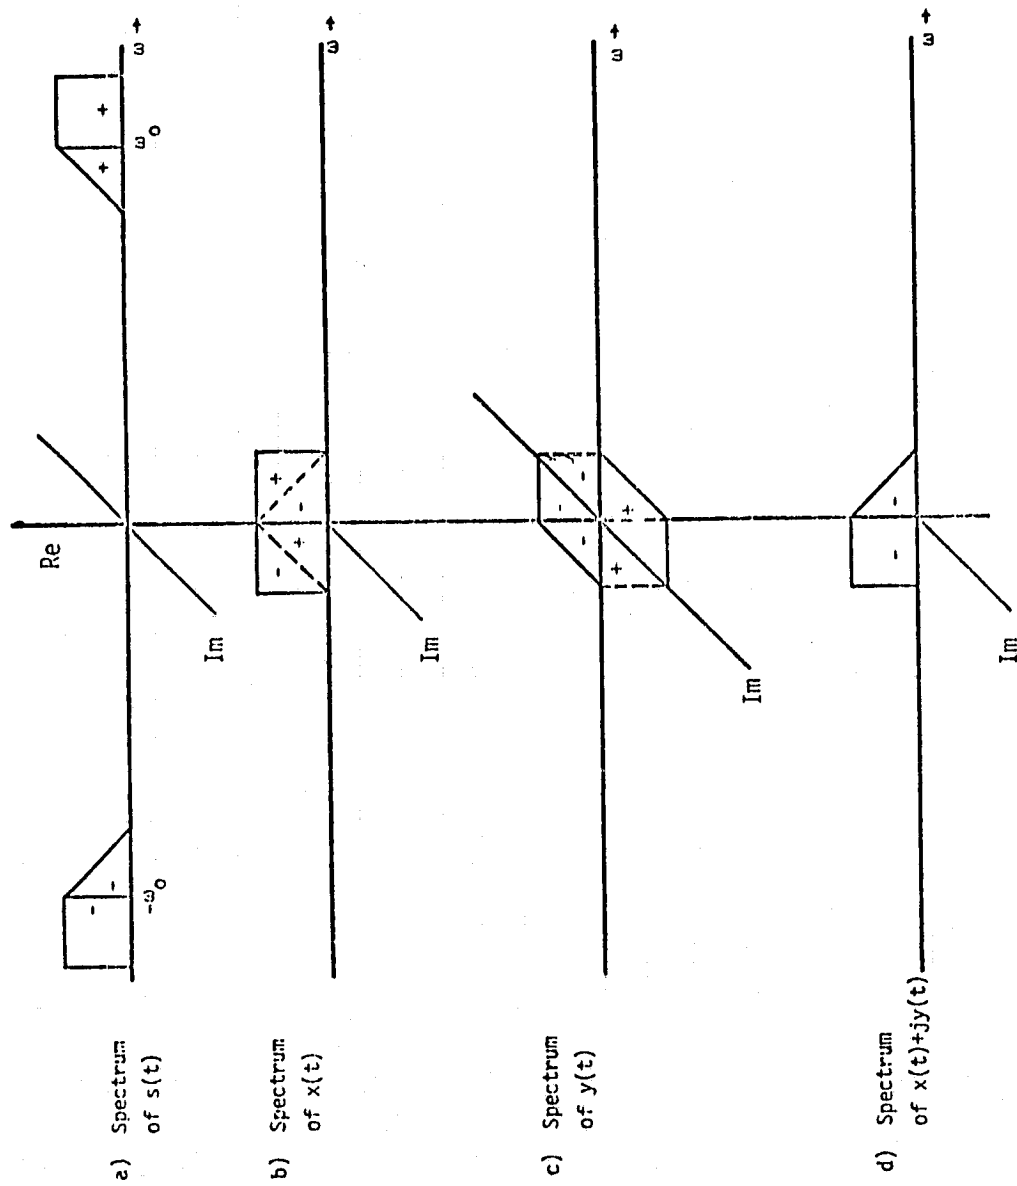 Re
ω →
-ω₀
ω₀
a) Spectrum
of s(t)
- - + +
Im
ω →
b) Spectrum
of x(t)
- + - +
Im
ω →
c) Spectrum
of y(t)
- - -
+ +
Im
ω →
d) Spectrum
of x(t)+jy(t)
- -
Im